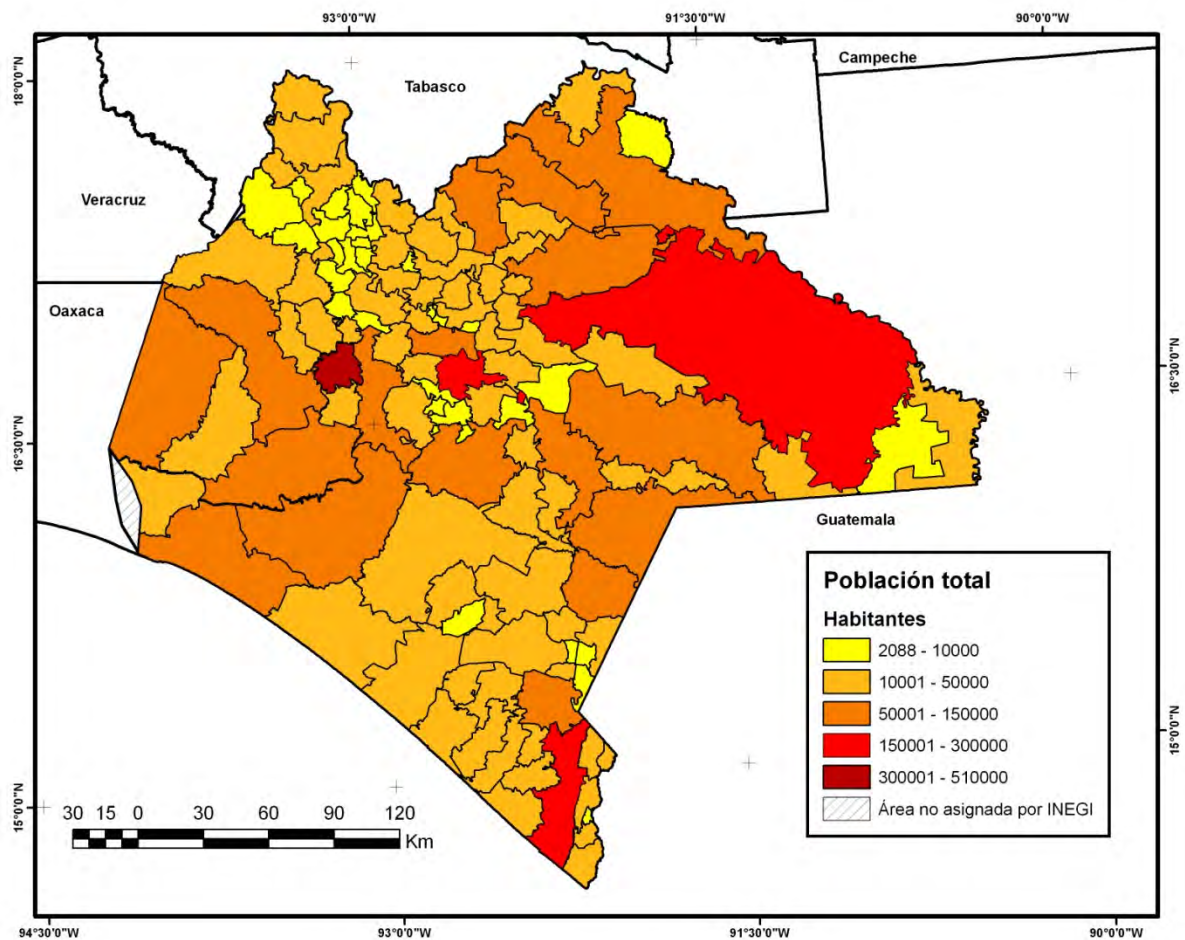 93°0'0"W
91°30'0"W
90°0'0"W
18°0'0"N
Campeche
Tabasco
Veracruz
Oaxaca
16°30'0"N
16°30'0"N
Guatemala
Población total
Habitantes
2088 - 10000
10001 - 50000
50001 - 150000
150001 - 300000
300001 - 510000
Área no asignada por INEGI
15°0'0"N
15°0'0"N
30 15 0 30 60 90 120
Km
94°30'0"W
93°0'0"W
91°30'0"W
90°0'0"W